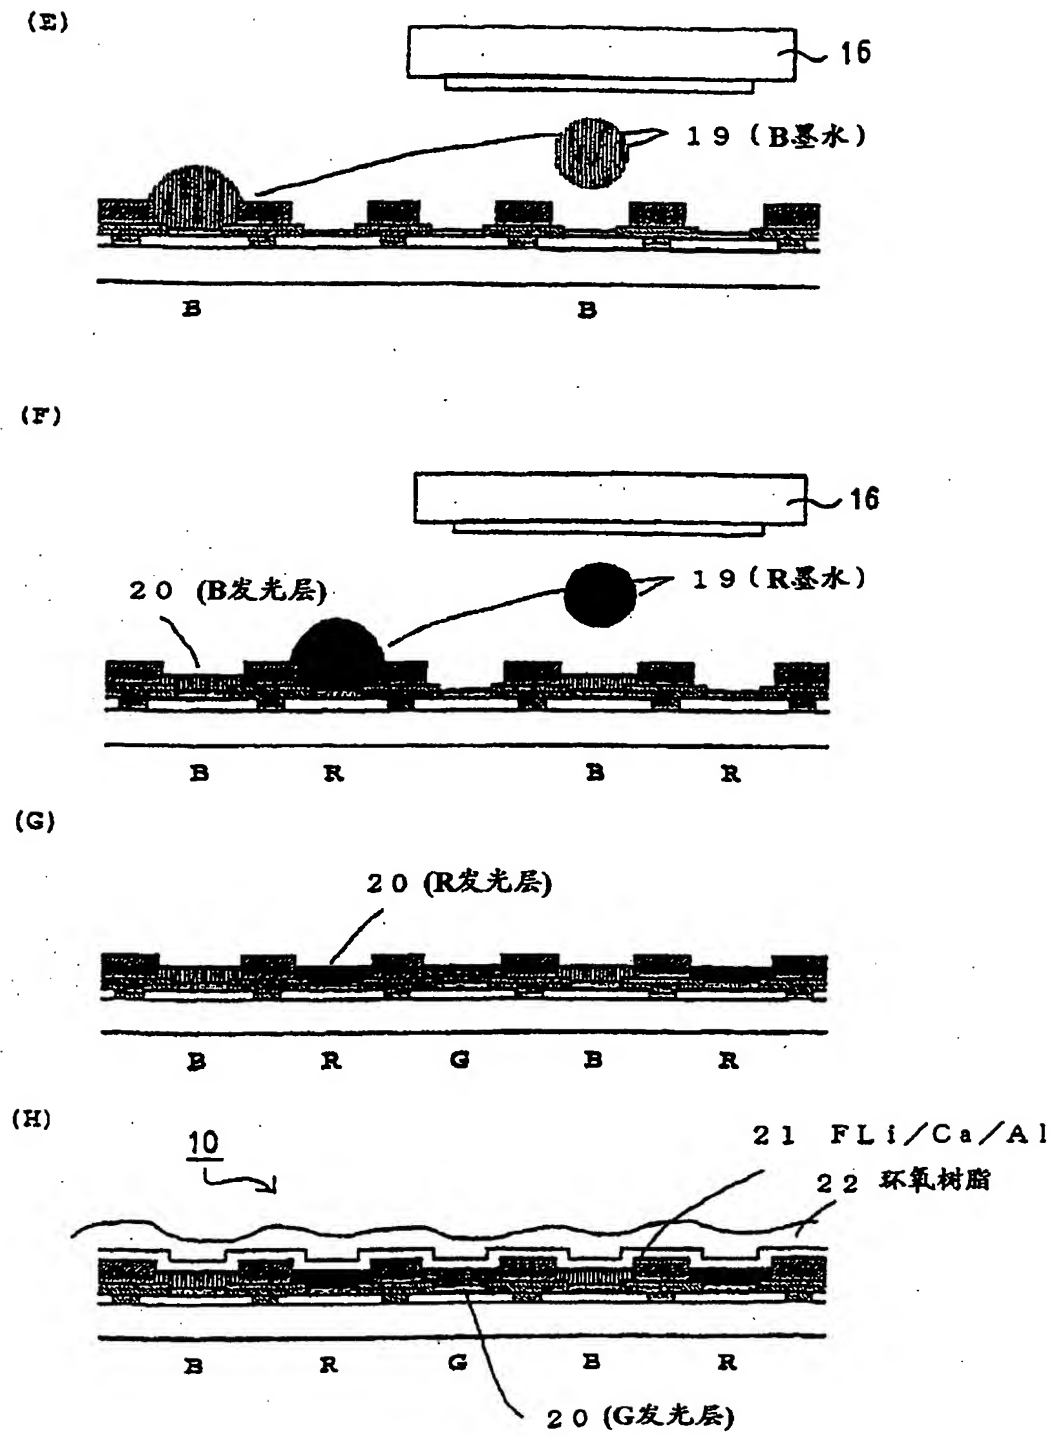 (E)
16
19（B墨水）
B B
(F)
16
20 (B发光层)
19（R墨水）
B R B R
(G)
20 (R发光层)
B R G B R
(H)
10
21 FLi/Ca/Al
22 环氧树脂
B R G B R
20 (G发光层)